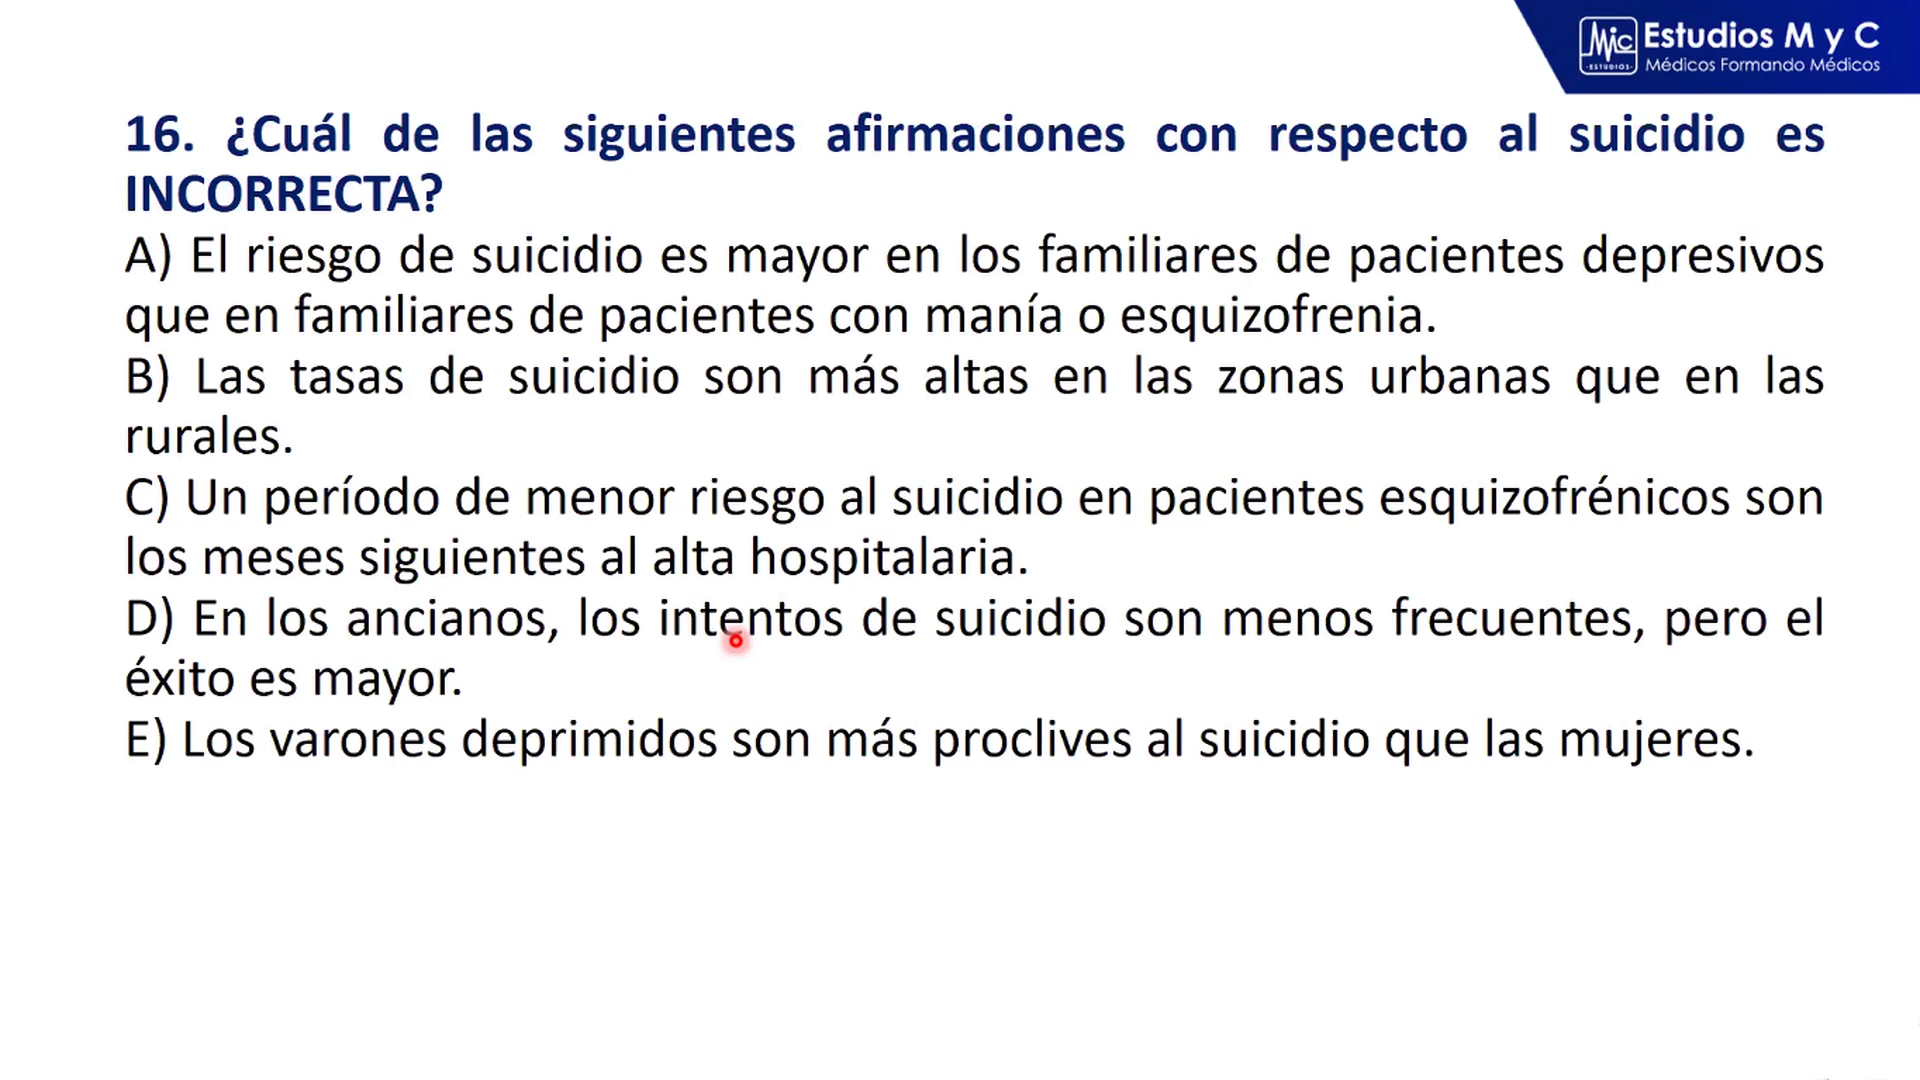 Mic
ESTUDIOS
Estudios M y C
Médicos Formando Médicos
16. ¿Cuál de las siguientes afirmaciones con respecto al suicidio es
INCORRECTA?
A) El riesgo de suicidio es mayor en los familiares de pacientes depresivos
que en familiares de pacientes con manía o esquizofrenia.
B) Las tasas de suicidio son más altas en las zonas urbanas que en las
rurales.
C) Un período de menor riesgo al suicidio en pacientes esquizofrénicos son
los meses siguientes al alta hospitalaria.
D) En los ancianos, los intentos de suicidio son menos frecuentes, pero el
éxito es mayor.
E) Los varones deprimidos son más proclives al suicidio que las mujeres.